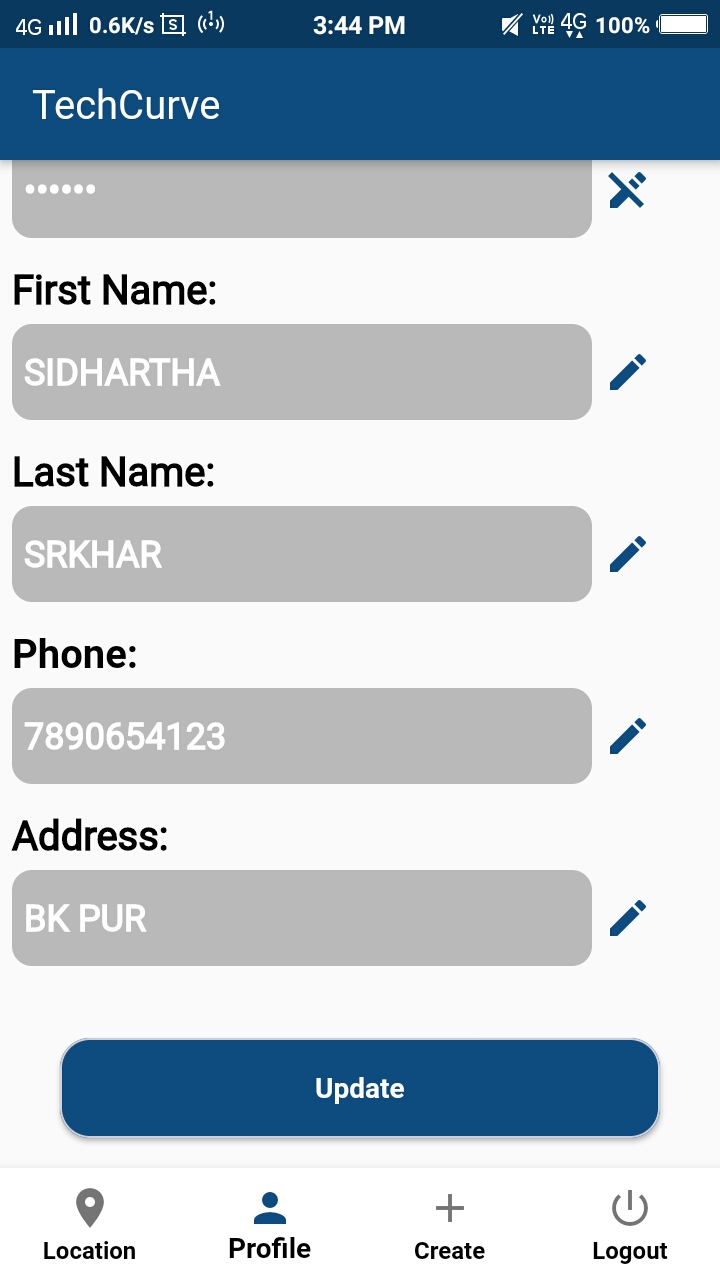 4G 0.6K/s S 1 3:44 PM Vo) LTE 4G 100%
TechCurve
••••••
First Name:
SIDHARTHA
Last Name:
SRKHAR
Phone:
7890654123
Address:
BK PUR
Update
Location Profile Create Logout